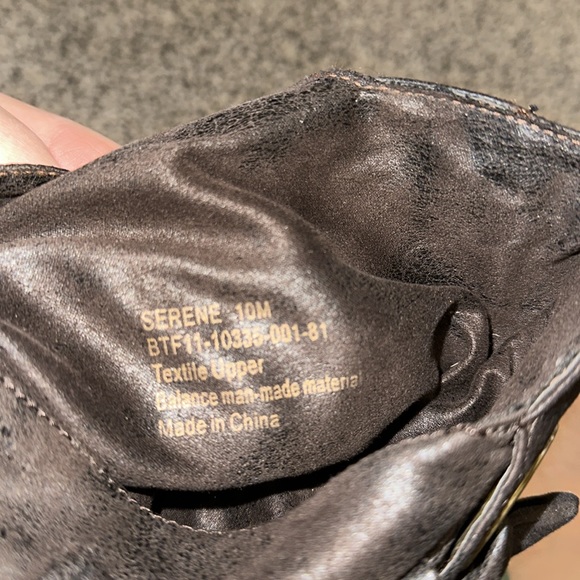 SERENE 10M
BTF11-10335-001-81
Textile Upper
Balance man-made material
Made in China